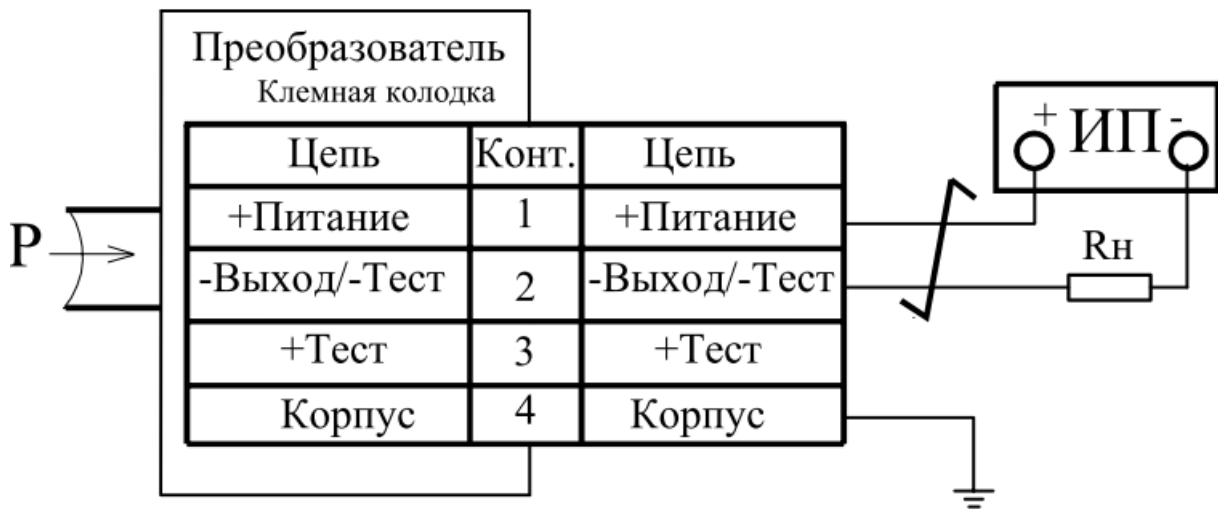 Преобразователь
Клемная колодка
+ ИП -
Цепь Конт. Цепь
+Питание 1 +Питание
P
-Выход/-Тест 2 -Выход/-Тест
Rн
+Тест 3 +Тест
Корпус 4 Корпус